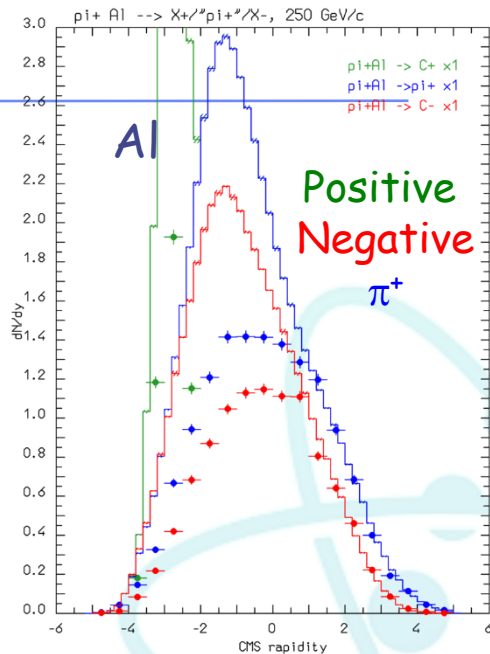 pi+ Al --> X+/"pi+"/X-, 250 GeV/c
pi+Al -> C+ x1
pi+Al ->pi+ x1
pi+Al -> C- x1
Al
Positive
Negative
π+
dN/dy
3.0
2.8
2.6
2.4
2.2
2.0
1.8
1.6
1.4
1.2
1.0
0.8
0.6
0.4
0.2
0.0
-6 -4 -2 0 2 4 6
CMS rapidity